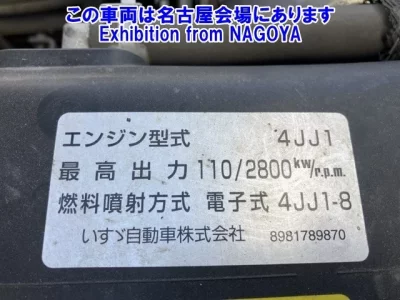 この車両は名古屋会場にあります
Exhibition from NAGOYA
エンジン型式 4JJ1
最高出力 110/2800kW/r.p.m.
燃料噴射方式 電子式 4JJ1-8
いすゞ自動車株式会社 8981789870